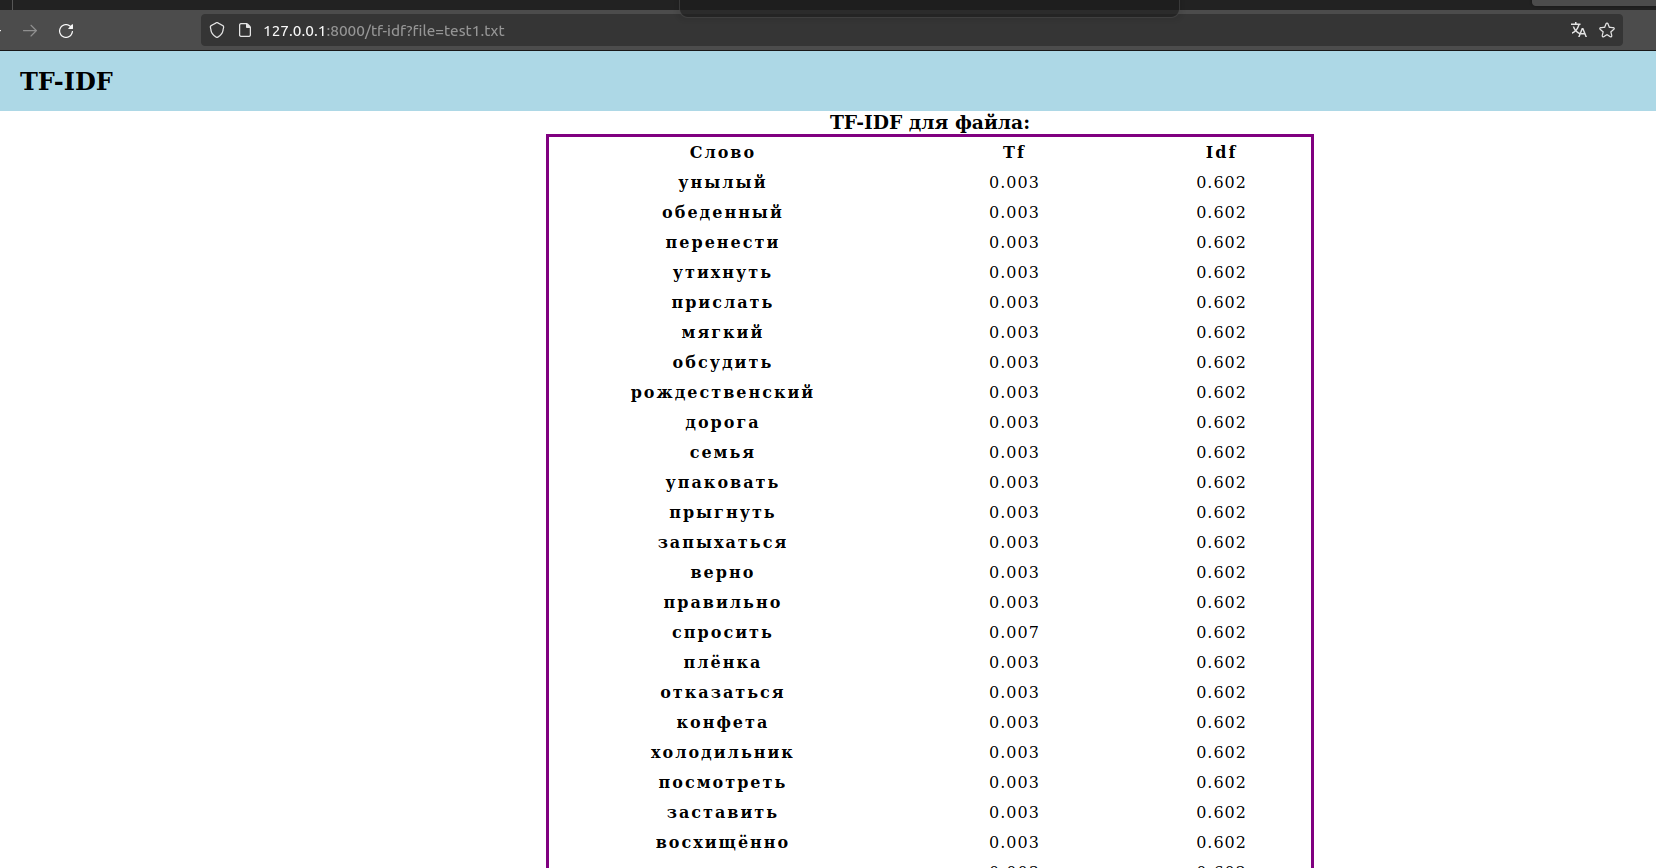 127.0.0.1:8000/tf-idf?file=test1.txt
TF-IDF
TF-IDF для файла:
Слово Tf Idf
унылый 0.003 0.602
обеденный 0.003 0.602
перенести 0.003 0.602
утихнуть 0.003 0.602
прислать 0.003 0.602
мягкий 0.003 0.602
обсудить 0.003 0.602
рождественский 0.003 0.602
дорога 0.003 0.602
семья 0.003 0.602
упаковать 0.003 0.602
прыгнуть 0.003 0.602
запыхаться 0.003 0.602
верно 0.003 0.602
правильно 0.003 0.602
спросить 0.007 0.602
плёнка 0.003 0.602
отказаться 0.003 0.602
конфета 0.003 0.602
холодильник 0.003 0.602
посмотреть 0.003 0.602
заставить 0.003 0.602
восхищённо 0.003 0.602